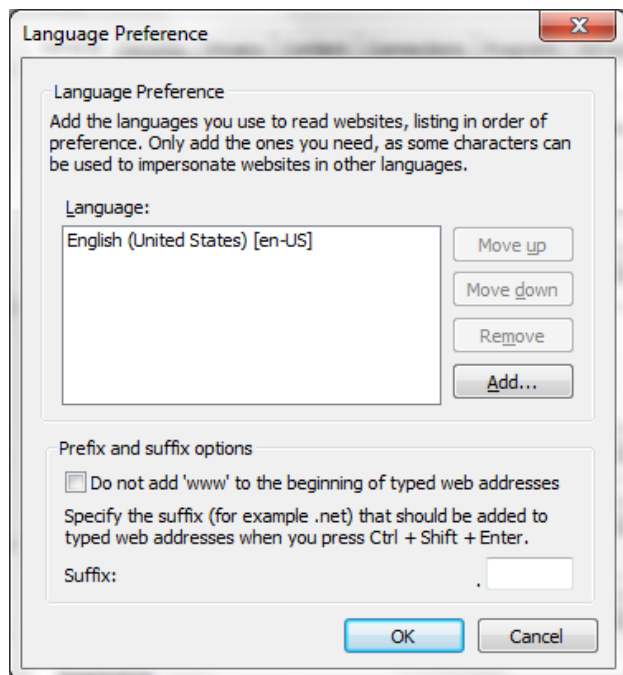 Language Preference
Language Preference
Add the languages you use to read websites, listing in order of
preference. Only add the ones you need, as some characters can
be used to impersonate websites in other languages.
Language:
English (United States) [en-US]
Move up
Move down
Remove
Add...
Prefix and suffix options
Do not add 'www' to the beginning of typed web addresses
Specify the suffix (for example .net) that should be added to
typed web addresses when you press Ctrl + Shift + Enter.
Suffix: .
OK Cancel